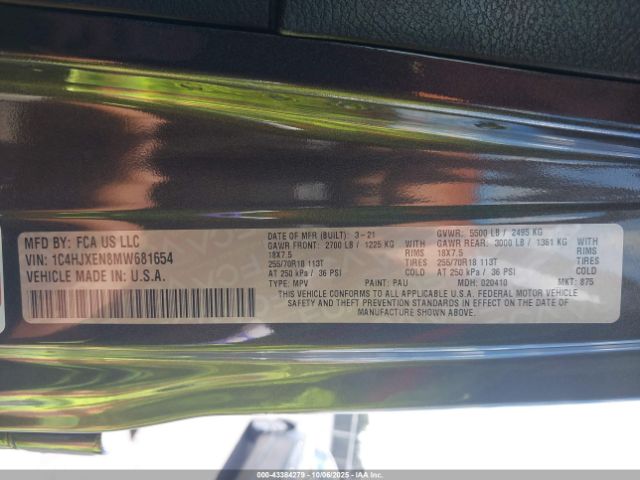 MFD BY: FCA US LLC
VIN: 1C4HJXEN8MW681654
VEHICLE MADE IN U.S.A.
DATE OF MFR (BUILT): 3-21
GAWR FRONT: 2700 LB / 1225 KG WITH
18X7.5 RIMS
255/70R18 113T TIRES
AT 250 kPa / 36 PSI COLD
TYPE: MPV PAINT: PAU
GVWR: 5500 LB / 2495 KG
GAWR REAR: 3000 LB / 1361 KG WITH
18X7.5 RIMS
255/70R18 113T TIRES
AT 250 kPa / 36 PSI COLD
MDH: 020410 MKT: 875
THIS VEHICLE CONFORMS TO ALL APPLICABLE U.S.A. FEDERAL MOTOR VEHICLE
SAFETY AND THEFT PREVENTION STANDARDS IN EFFECT ON THE DATE OF
MANUFACTURE SHOWN ABOVE.
000-43384279 - 10/06/2025 - IAA Inc.